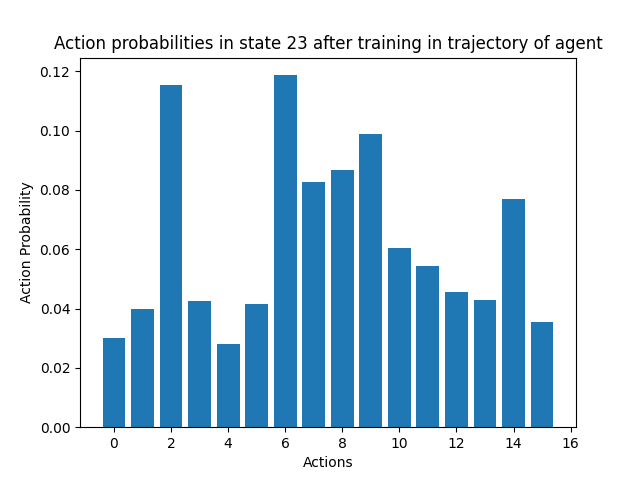 Action probabilities in state 23 after training in trajectory of agent
0.12
0.10
0.08
0.06
0.04
0.02
0.00
Action Probability
0 2 4 6 8 10 12 14 16
Actions